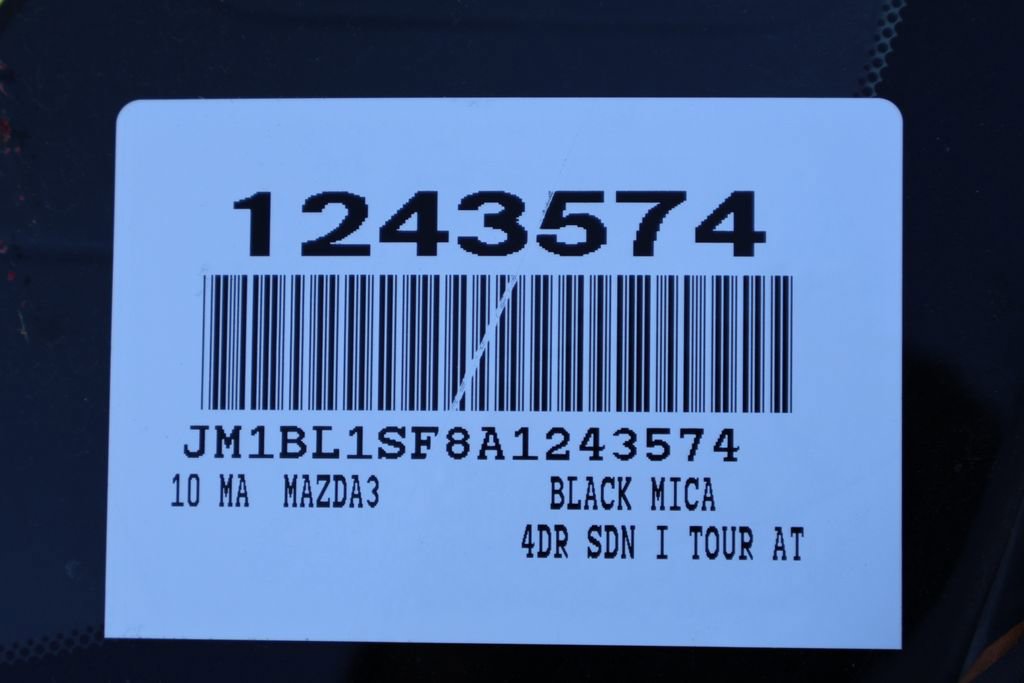 1243574
JM1BL1SF8A1243574
10 MA MAZDA3 BLACK MICA
4DR SDN I TOUR AT